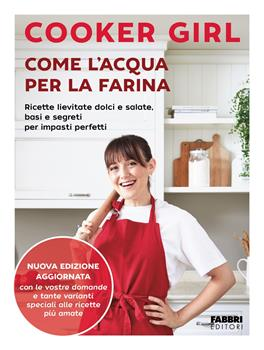 COOKER GIRL
COME L'ACQUA
PER LA FARINA
Ricette lievitate dolci e salate,
basi e segreti
per impasti perfetti
NUOVA EDIZIONE
AGGIORNATA
con le vostre domande
e tante varianti
speciali alle ricette
più amate
FABBRI
EDITORI